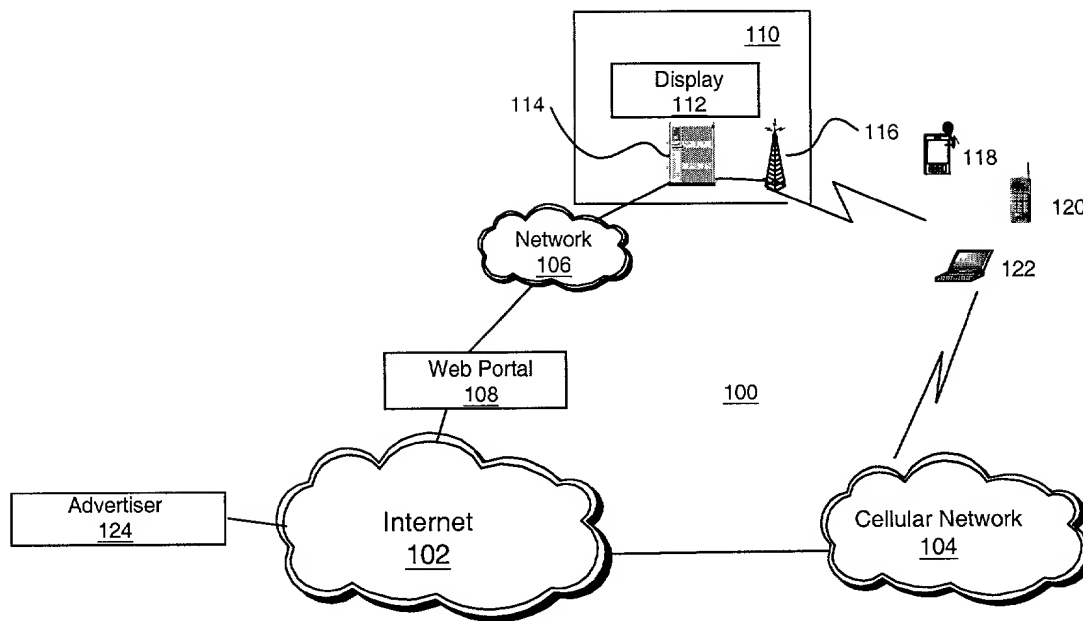 110
Display
112
114
116
118
120
Network
106
122
Web Portal
108
100
Advertiser
124
Internet
102
Cellular Network
104